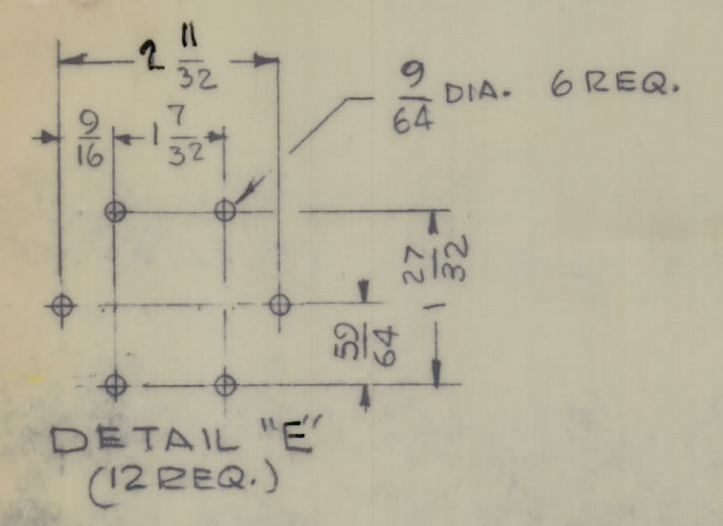 2 11/32
9/64 DIA. 6 REQ.
9/16
1 7/32
1 27/32
59/64
DETAIL "E"
(12 REQ.)